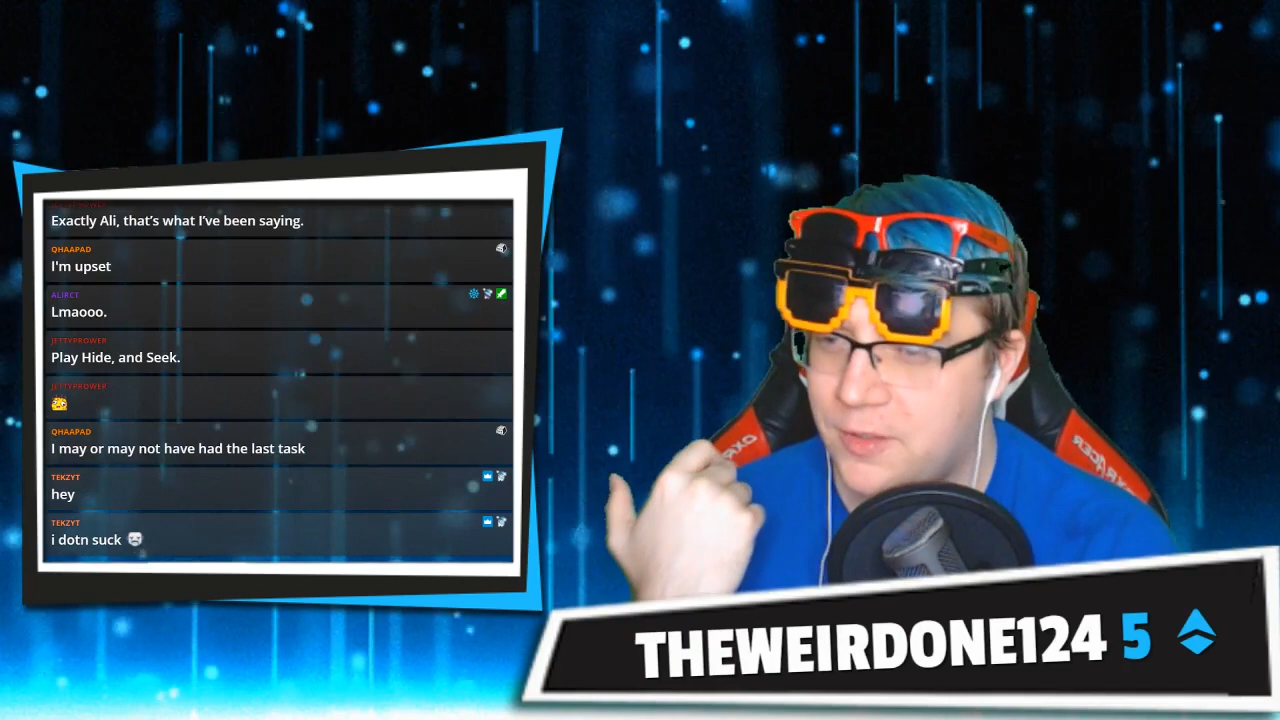 Exactly Ali, that’s what I’ve been saying.
QHAAPAD
I'm upset
ALIRCT
Lmaooo.
JETTYPROWER
Play Hide, and Seek.
JETTYPROWER
QHAAPAD
I may or may not have had the last task
TEKZYT
hey
TEKZYT
i dotn suck
THEWEIRDONE124 5